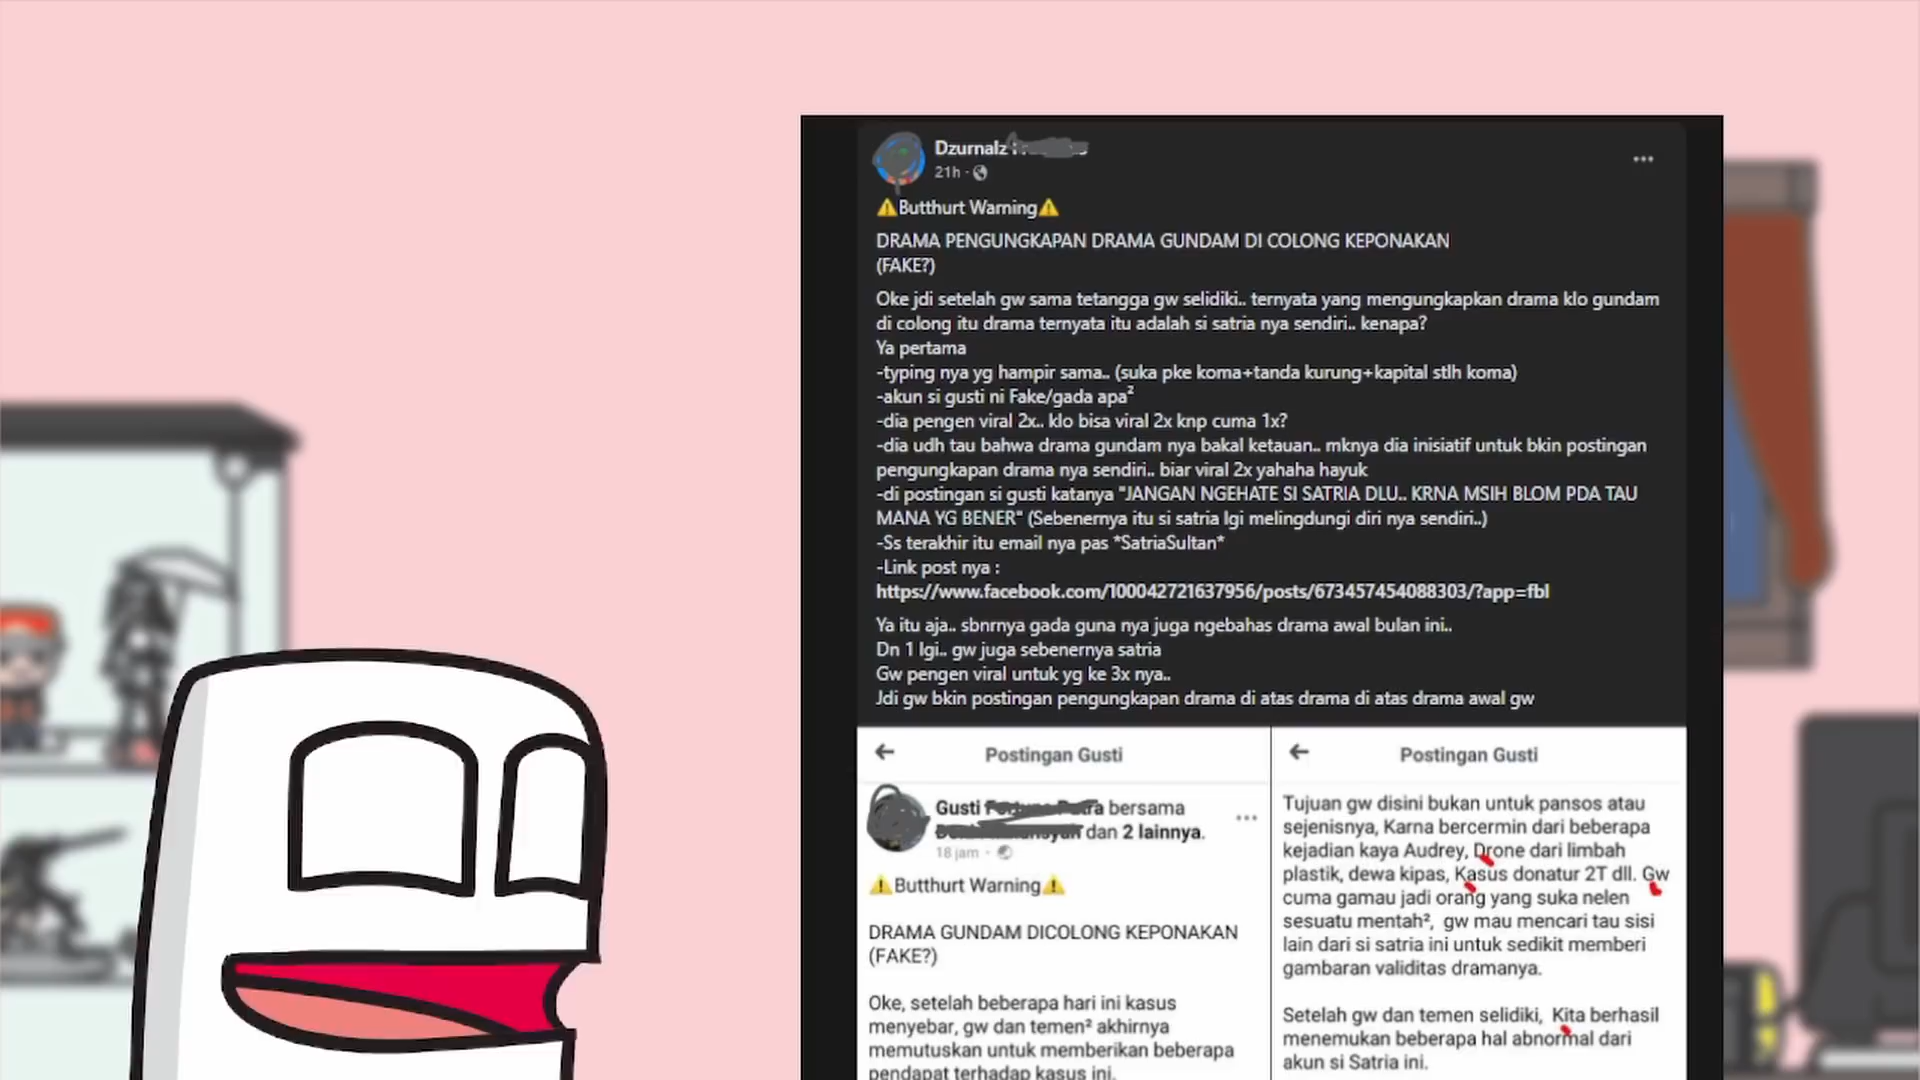 Dzurnalz
21h ·
⚠Butthurt Warning⚠
DRAMA PENGUNGKAPAN DRAMA GUNDAM DI COLONG KEPONAKAN
(FAKE?)
Oke jdi setelah gw sama tetangga gw selidiki.. ternyata yang mengungkapkan drama klo gundam
di colong itu drama ternyata itu adalah si satria nya sendiri.. kenapa?
Ya pertama
-typing nya yg hampir sama.. (suka pke koma+tanda kurung+kapital stlh koma)
-akun si gusti ni Fake/gada apa²
-dia pengen viral 2x.. klo bisa viral 2x knp cuma 1x?
-dia udh tau bahwa drama gundam nya bakal ketauan.. mknya dia inisiatif untuk bkin postingan
pengungkapan drama nya sendiri.. biar viral 2x yahaha hayuk
-di postingan si gusti katanya "JANGAN NGEHATE SI SATRIA DLU.. KRNA MSIH BLOM PDA TAU
MANA YG BENER" (Sebenernya itu si satria lgi melingdungi diri nya sendiri..)
-Ss terakhir itu email nya pas *SatriaSultan*
-Link post nya :
https://www.facebook.com/100042721637956/posts/673457454088303/?app=fbl
Ya itu aja.. sbnrnya gada guna nya juga ngebahas drama awal bulan ini..
Dn 1 lgi.. gw juga sebenernya satria
Gw pengen viral untuk yg ke 3x nya..
Jdi gw bkin postingan pengungkapan drama di atas drama di atas drama awal gw
Postingan Gusti
Gusti bersama
dan 2 lainnya.
18 jam ·
⚠Butthurt Warning⚠
DRAMA GUNDAM DICOLONG KEPONAKAN
(FAKE?)
Oke, setelah beberapa hari ini kasus
menyebar, gw dan temen² akhirnya
memutuskan untuk memberikan beberapa
pendapat terhadap kasus ini.
Postingan Gusti
Tujuan gw disini bukan untuk pansos atau
sejenisnya, Karna bercermin dari beberapa
kejadian kaya Audrey, Drone dari limbah
plastik, dewa kipas, Kasus donatur 2T dll. Gw
cuma gamau jadi orang yang suka nelen
sesuatu mentah², gw mau mencari tau sisi
lain dari si satria ini untuk sedikit memberi
gambaran validitas dramanya.
Setelah gw dan temen selidiki, Kita berhasil
menemukan beberapa hal abnormal dari
akun si Satria ini.